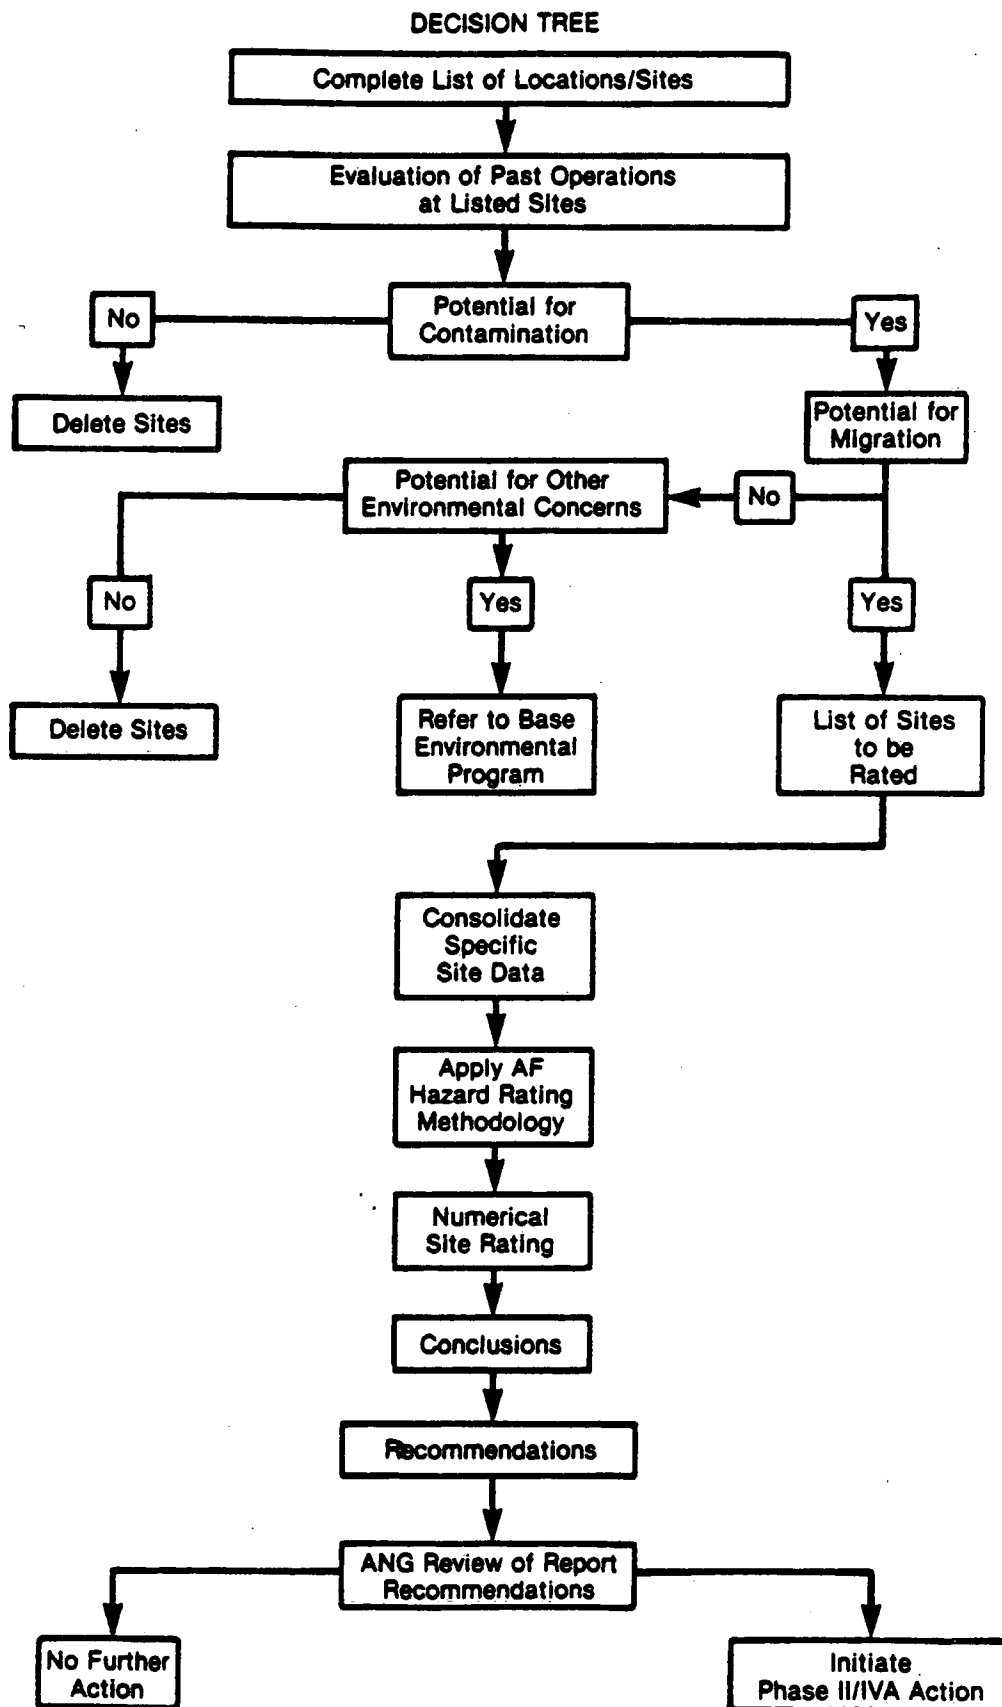 DECISION TREE
Complete List of Locations/Sites
Evaluation of Past Operations
at Listed Sites
Potential for
Contamination
No
Yes
Delete Sites
Potential for
Migration
Potential for Other
Environmental Concerns
No
No
Yes
Yes
Delete Sites
Refer to Base
Environmental
Program
List of Sites
to be
Rated
Consolidate
Specific
Site Data
Apply AF
Hazard Rating
Methodology
Numerical
Site Rating
Conclusions
Recommendations
ANG Review of Report
Recommendations
No Further
Action
Initiate
Phase II/IVA Action